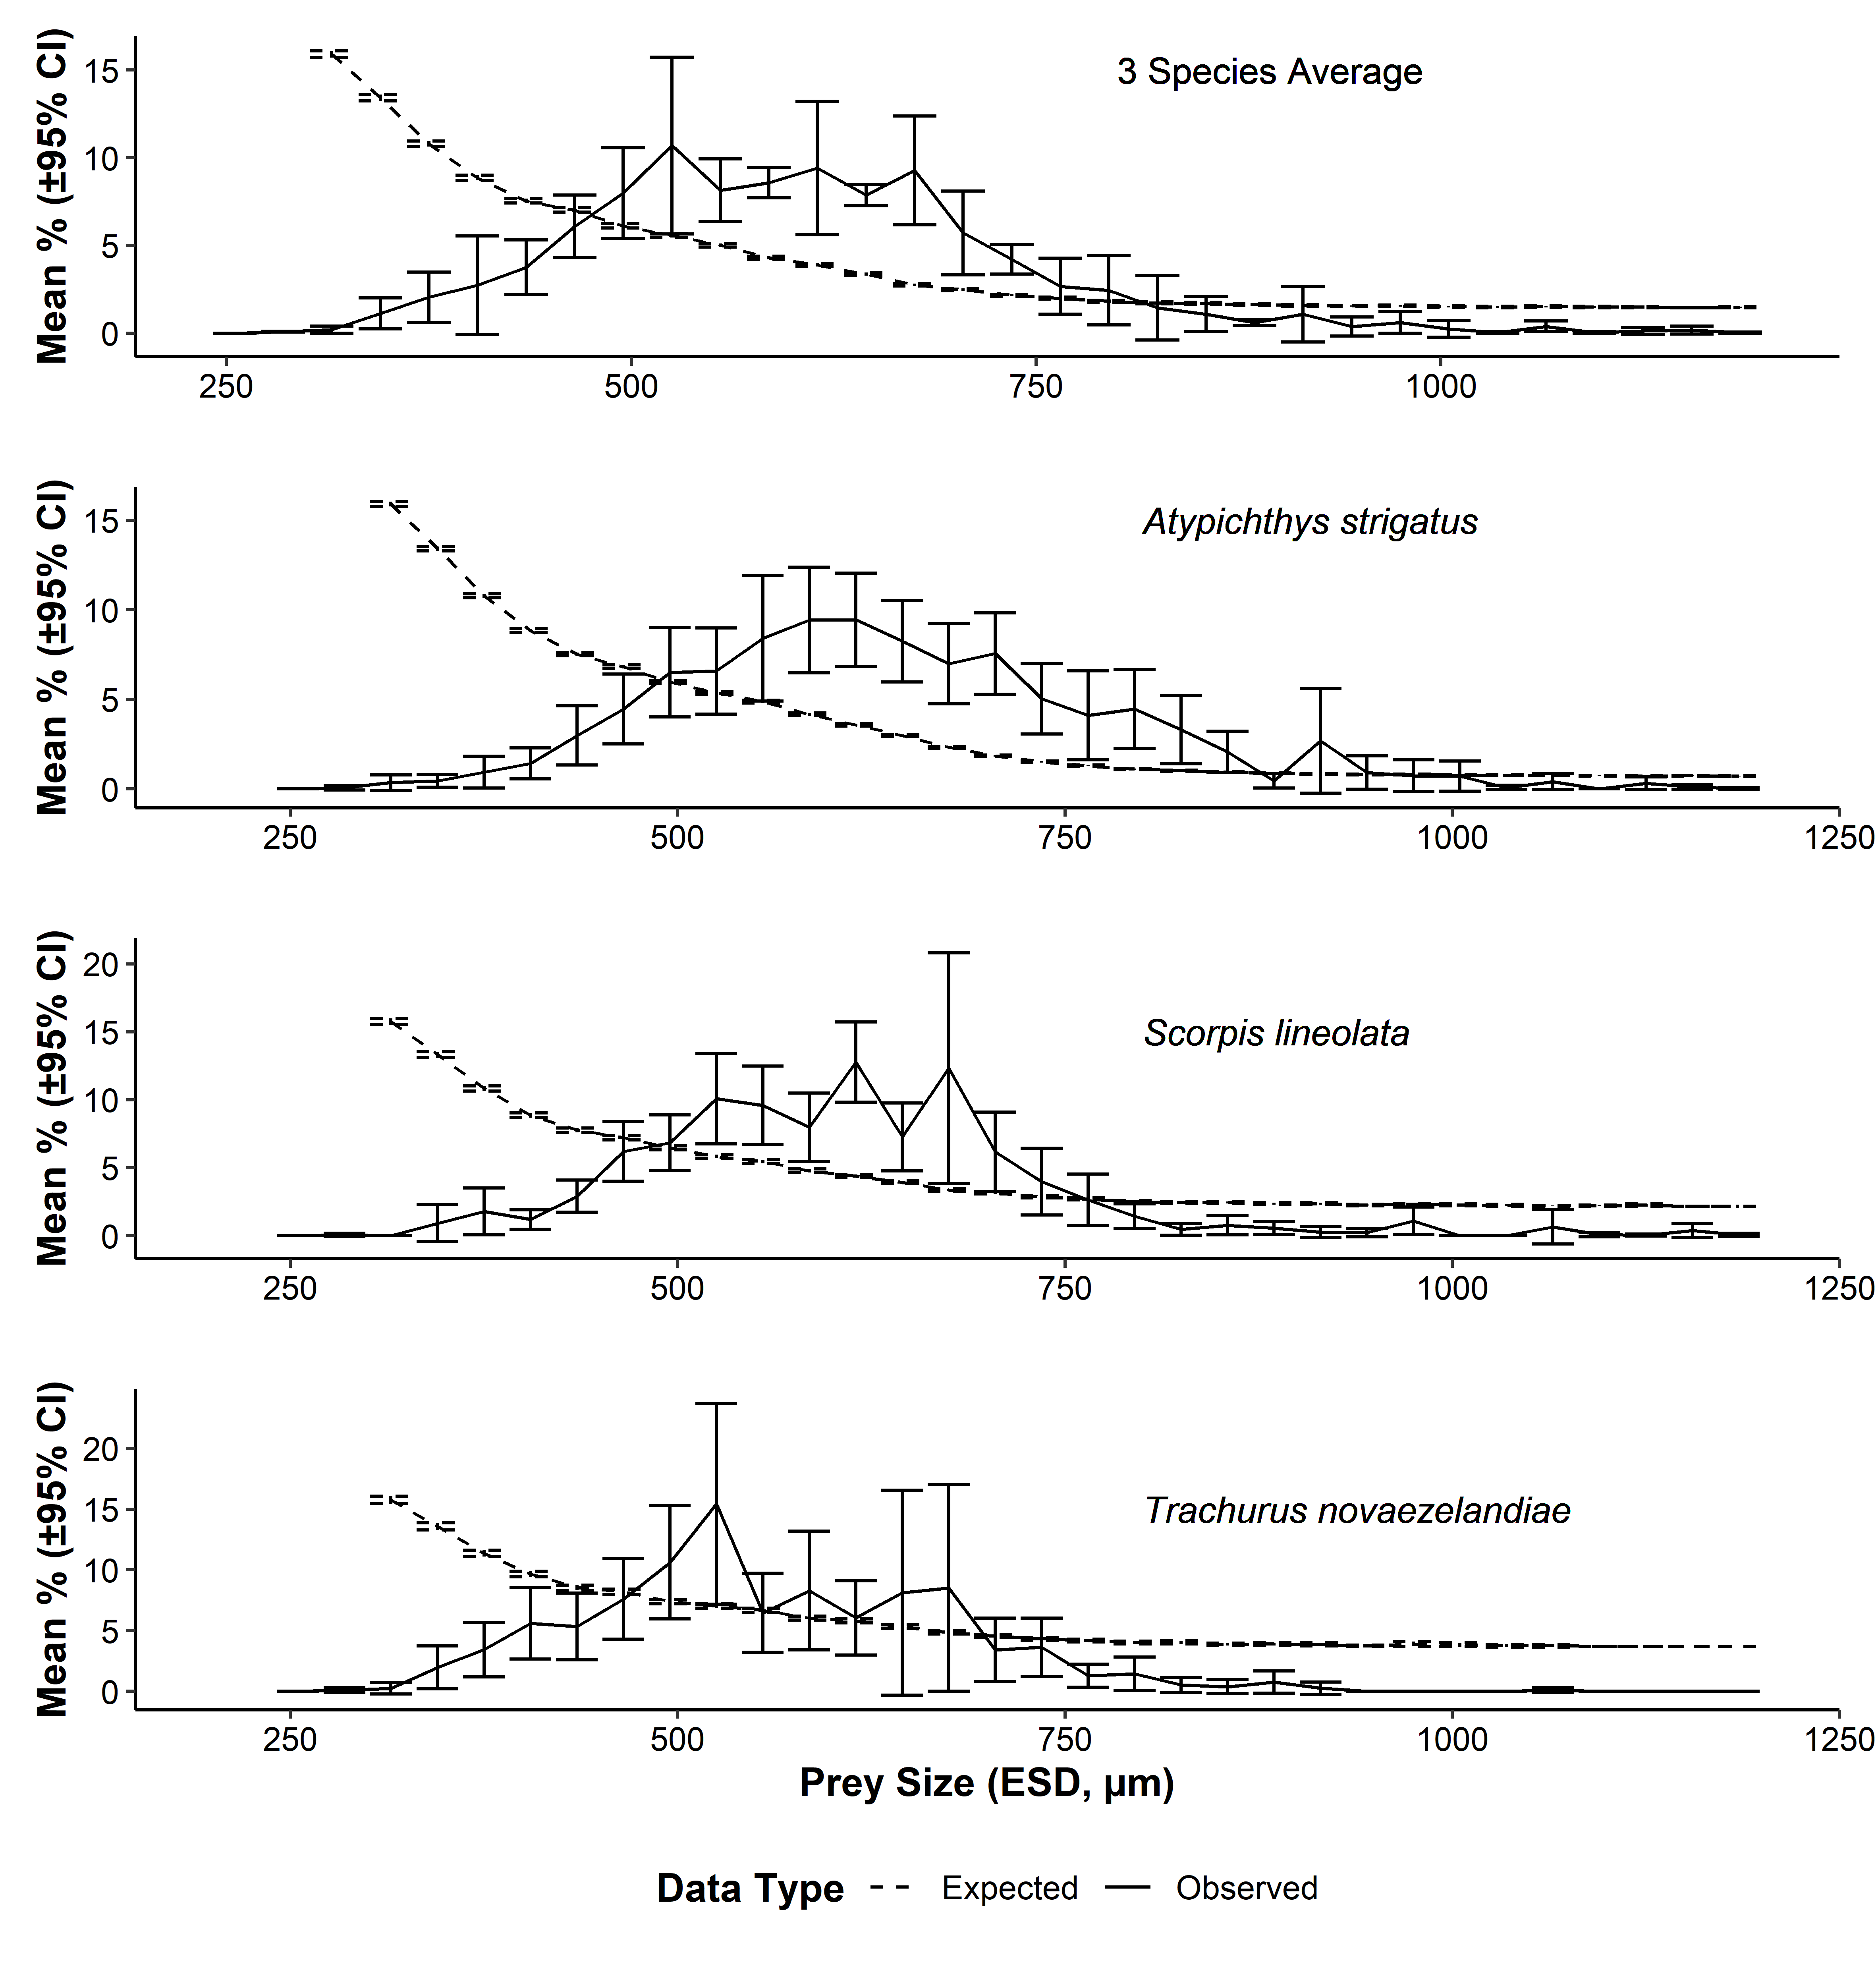 Mean % (±95% CI)
15
10
5
0
3 Species Average
250 500 750 1000
Mean % (±95% CI)
15
10
5
0
Atypichthys strigatus
250 500 750 1000 1250
Mean % (±95% CI)
20
15
10
5
0
Scorpis lineolata
250 500 750 1000 1250
Mean % (±95% CI)
20
15
10
5
0
Trachurus novaezelandiae
250 500 750 1000 1250
Prey Size (ESD, µm)
Data Type Expected Observed